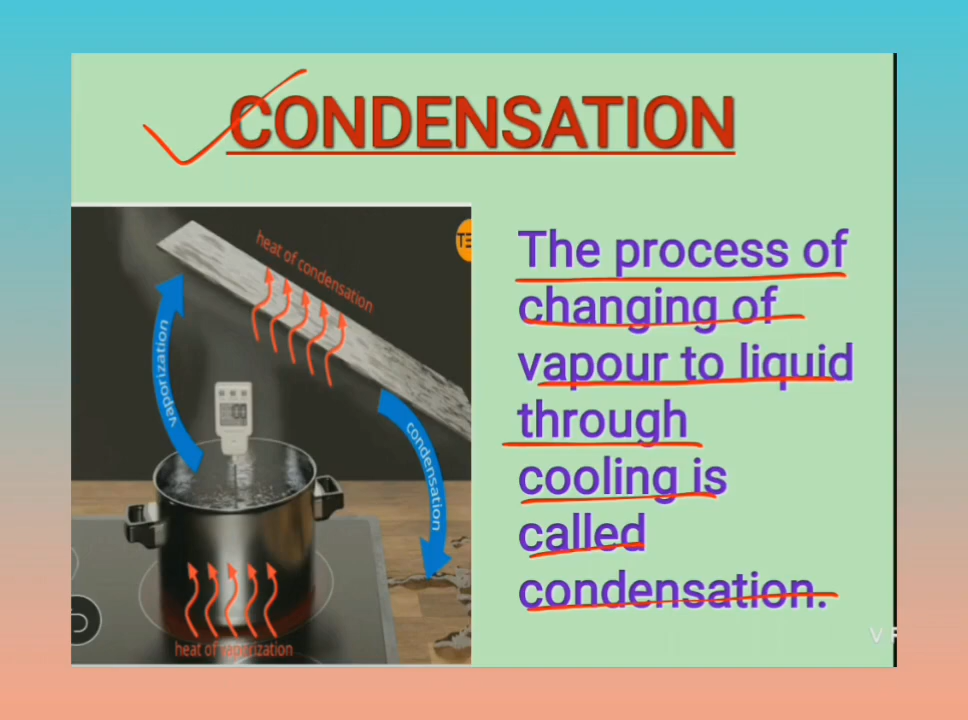 CONDENSATION
heat of condensation
vaporization
condensation
heat of vaporization
The process of
changing of
vapour to liquid
through
cooling is
called
condensation.